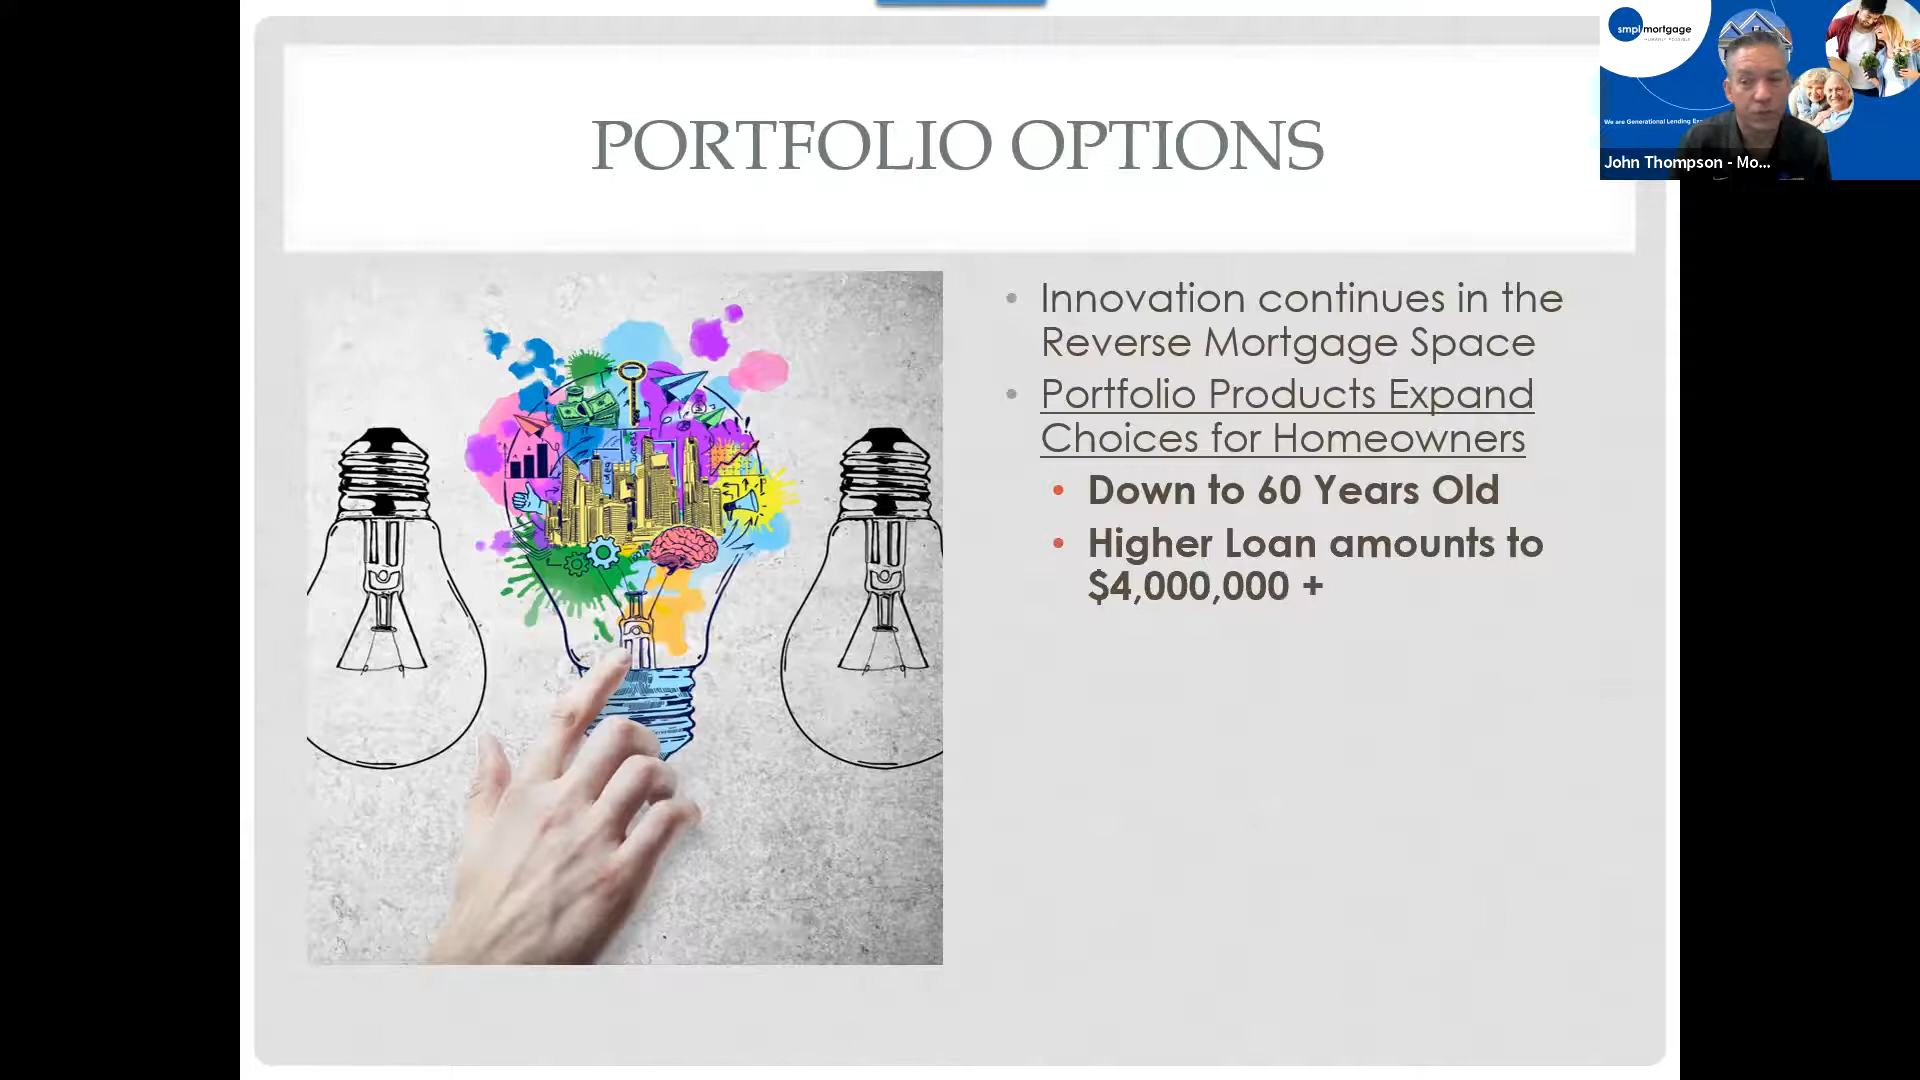 smpl mortgage
PORTFOLIO OPTIONS
We are Generational Lending
John Thompson - Mo...
Innovation continues in the
Reverse Mortgage Space
Portfolio Products Expand
Choices for Homeowners
Down to 60 Years Old
Higher Loan amounts to
$4,000,000 +